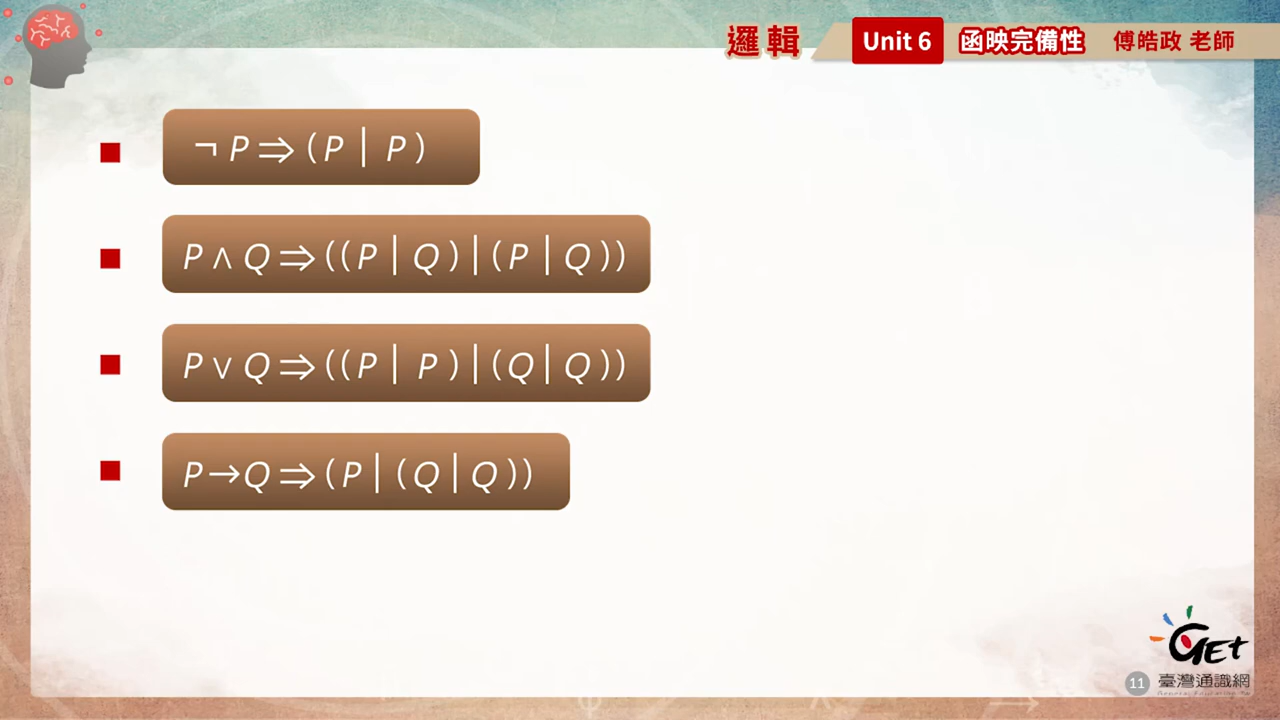 邏輯 Unit 6 函映完備性 傅皓政 老師
¬ P ⇒ ( P | P )
P ∧ Q ⇒ ( ( P | Q ) | ( P | Q ) )
P ∨ Q ⇒ ( ( P | P ) | ( Q | Q ) )
P → Q ⇒ ( P | ( Q | Q ) )
GET
11 臺灣通識網